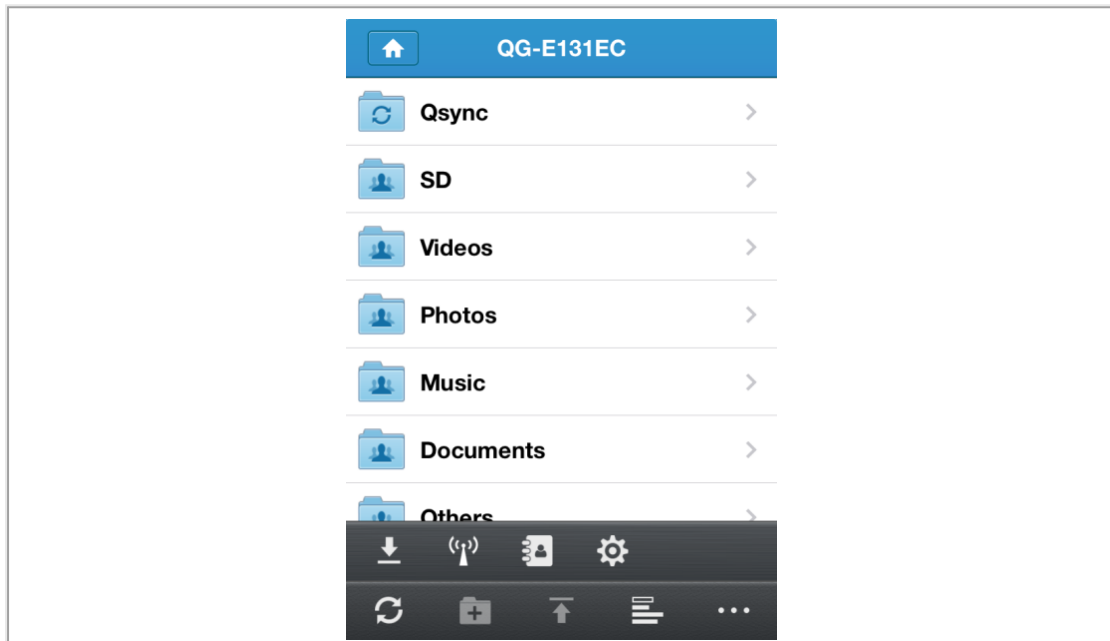 QG-E131EC
Qsync
SD
Videos
Photos
Music
Documents
Others